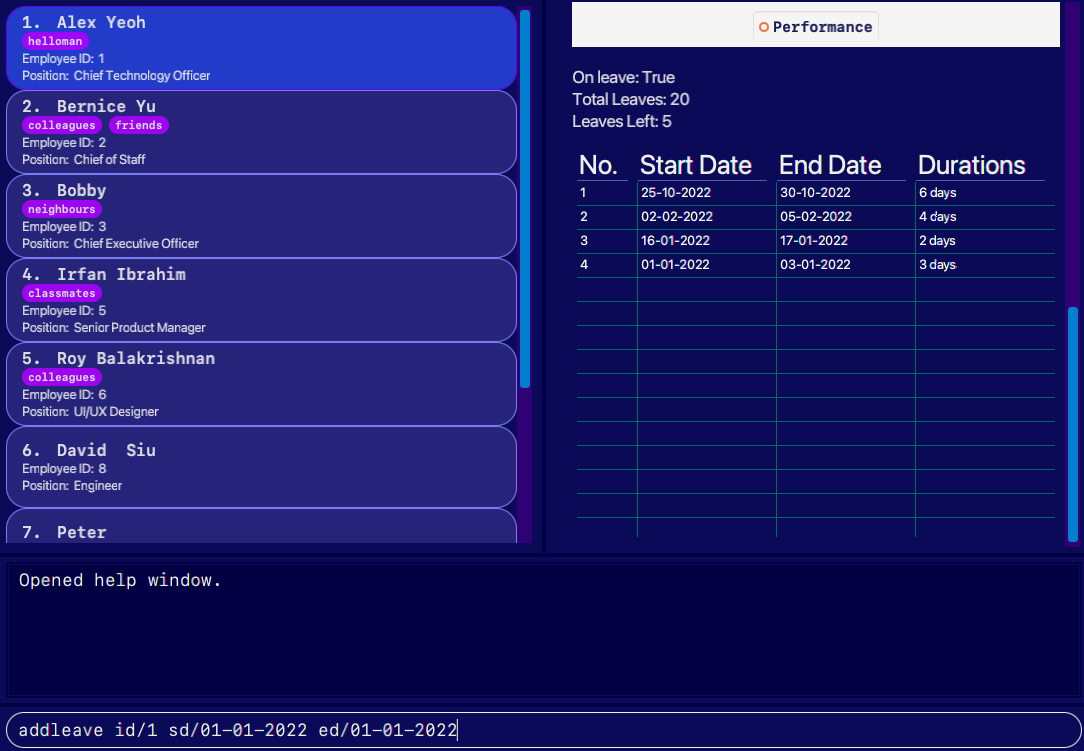 1. Alex Yeoh
helloman
Employee ID: 1
Position: Chief Technology Officer
2. Bernice Yu
colleagues friends
Employee ID: 2
Position: Chief of Staff
3. Bobby
neighbours
Employee ID: 3
Position: Chief Executive Officer
4. Irfan Ibrahim
classmates
Employee ID: 5
Position: Senior Product Manager
5. Roy Balakrishnan
colleagues
Employee ID: 6
Position: UI/UX Designer
6. David Siu
Employee ID: 8
Position: Engineer
7. Peter
Performance
On leave: True
Total Leaves: 20
Leaves Left: 5
No. Start Date End Date Durations
1 25-10-2022 30-10-2022 6 days
2 02-02-2022 05-02-2022 4 days
3 16-01-2022 17-01-2022 2 days
4 01-01-2022 03-01-2022 3 days
Opened help window.
addleave id/1 sd/01-01-2022 ed/01-01-2022